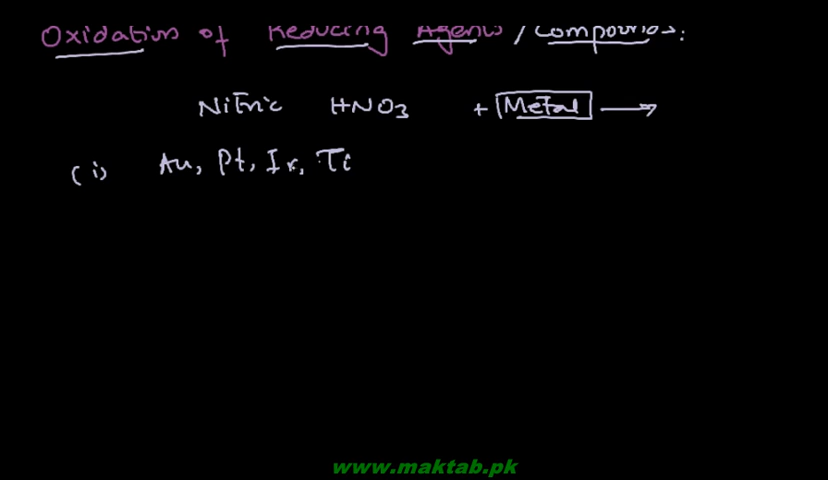 Oxidation of Reducing Agents / Compounds:
Nitric HNO3 + Metal →
(i) Au, Pt, Ir, Ti
www.maktab.pk